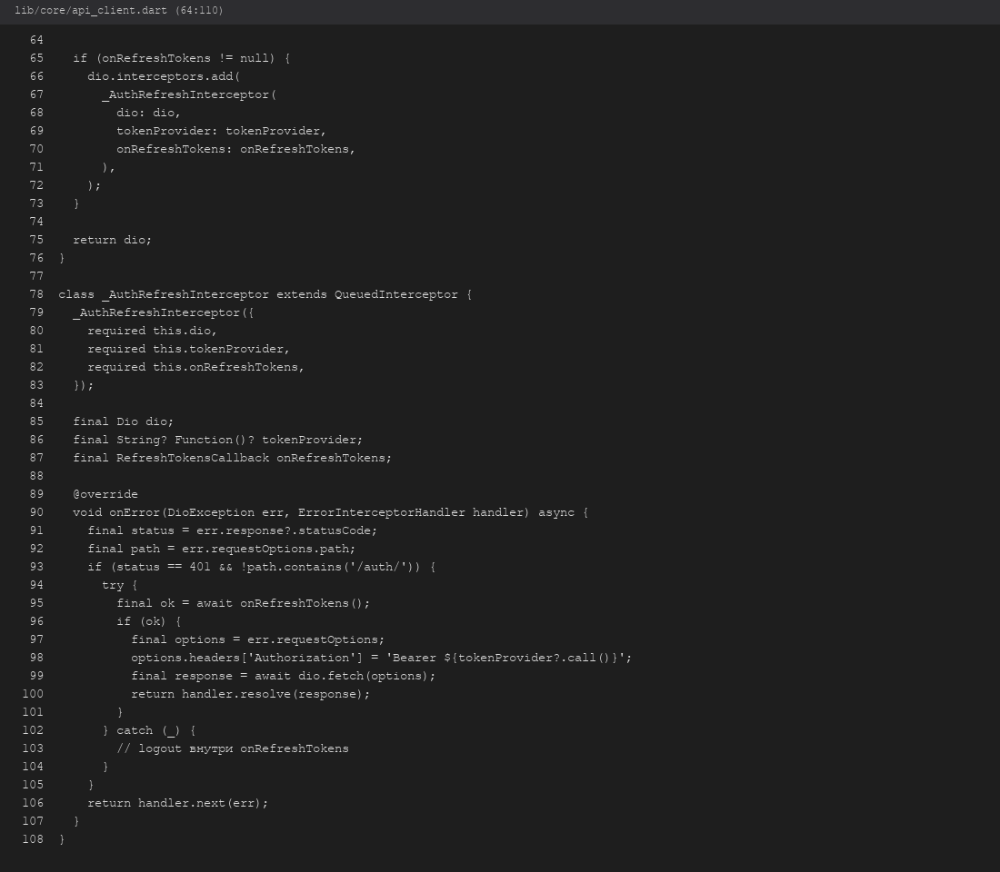 lib/core/api_client.dart (64:110)
64
65   if (onRefreshTokens != null) {
66     dio.interceptors.add(
67       _AuthRefreshInterceptor(
68         dio: dio,
69         tokenProvider: tokenProvider,
70         onRefreshTokens: onRefreshTokens,
71       ),
72     );
73   }
74
75   return dio;
76 }
77
78 class _AuthRefreshInterceptor extends QueuedInterceptor {
79   _AuthRefreshInterceptor({
80     required this.dio,
81     required this.tokenProvider,
82     required this.onRefreshTokens,
83   });
84
85   final Dio dio;
86   final String? Function()? tokenProvider;
87   final RefreshTokensCallback onRefreshTokens;
88
89   @override
90   void onError(DioException err, ErrorInterceptorHandler handler) async {
91     final status = err.response?.statusCode;
92     final path = err.requestOptions.path;
93     if (status == 401 && !path.contains('/auth/')) {
94       try {
95         final ok = await onRefreshTokens();
96         if (ok) {
97           final options = err.requestOptions;
98           options.headers['Authorization'] = 'Bearer ${tokenProvider?.call()}';
99           final response = await dio.fetch(options);
100           return handler.resolve(response);
101         }
102       } catch (_) {
103         // logout внутри onRefreshTokens
104       }
105     }
106     return handler.next(err);
107   }
108 }